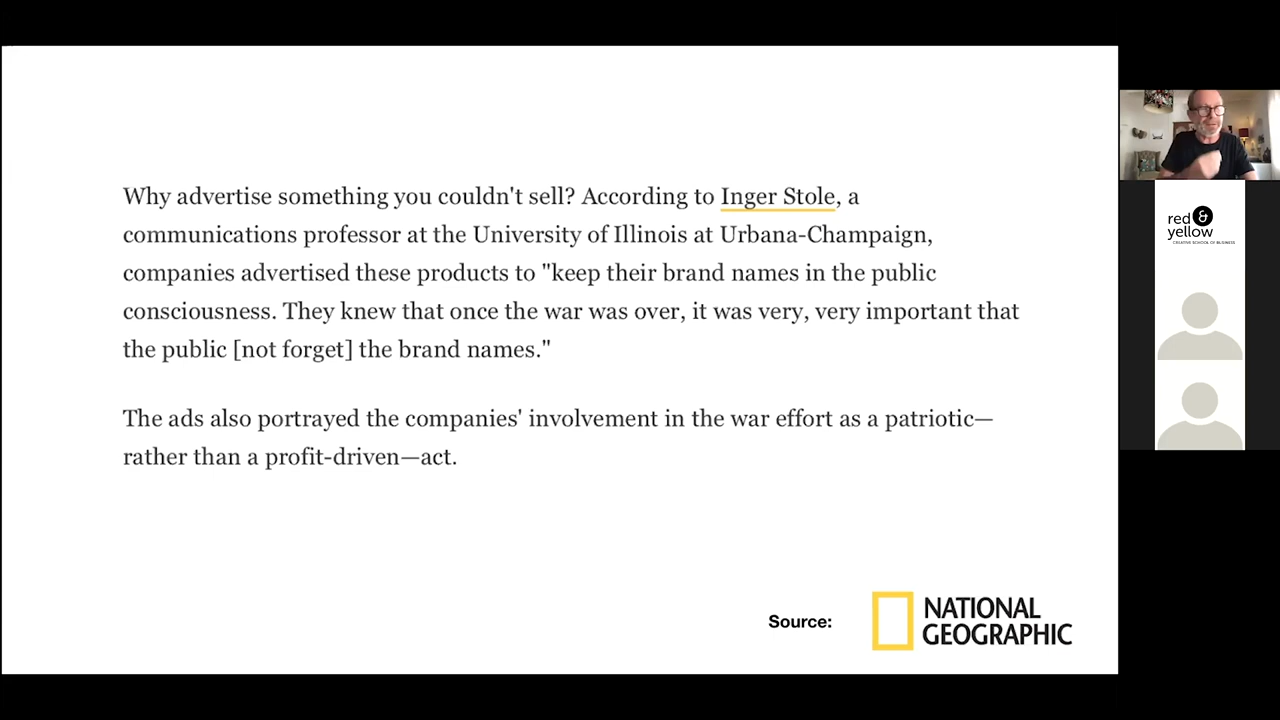 Why advertise something you couldn't sell? According to Inger Stole, a
communications professor at the University of Illinois at Urbana-Champaign,
companies advertised these products to "keep their brand names in the public
consciousness. They knew that once the war was over, it was very, very important that
the public [not forget] the brand names."
The ads also portrayed the companies' involvement in the war effort as a patriotic—
rather than a profit-driven—act.
Source:
NATIONAL
GEOGRAPHIC
red &
yellow
CREATIVE SCHOOL OF BUSINESS